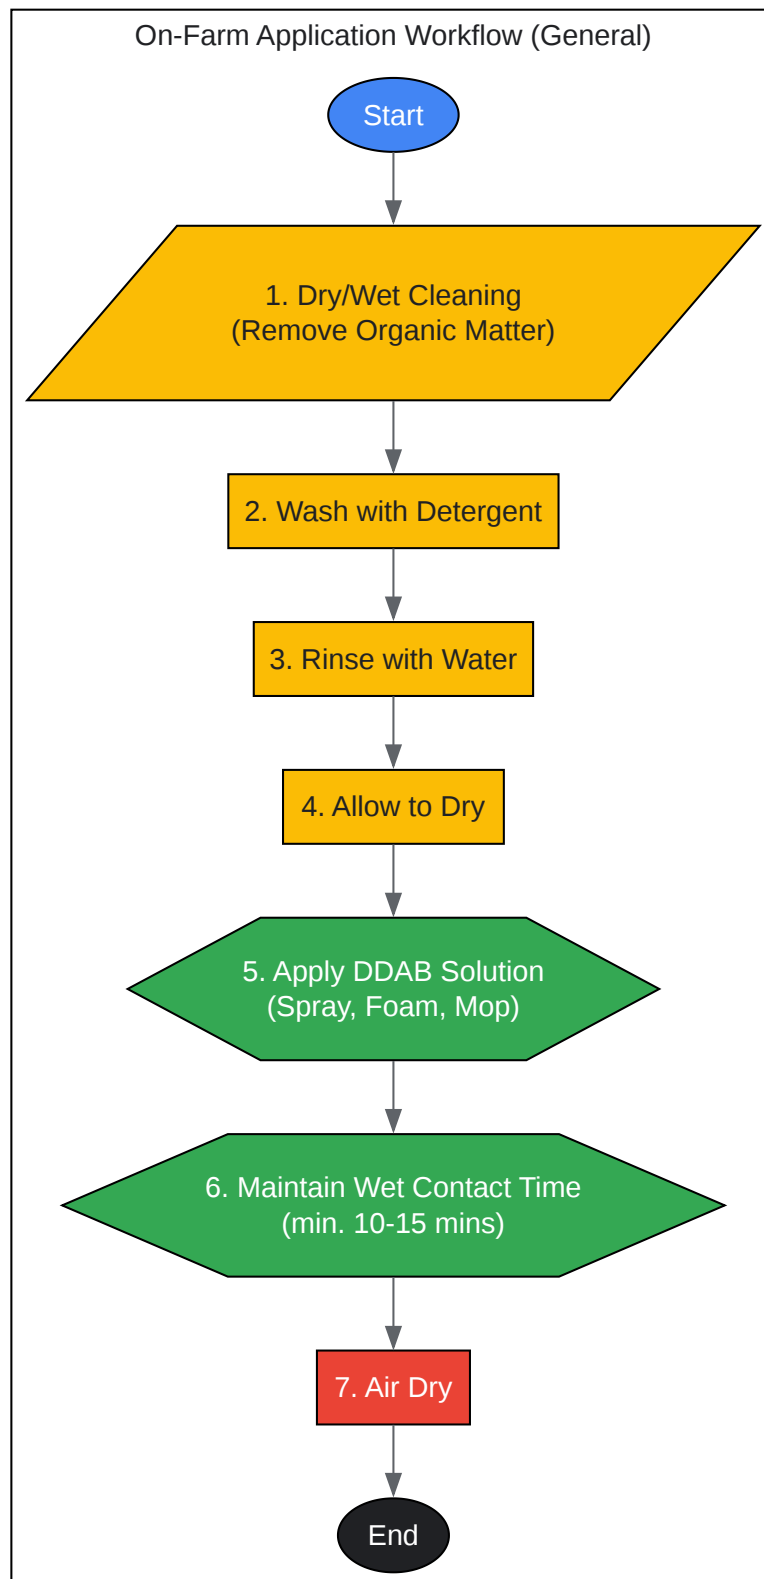 On-Farm Application Workflow (General)
Start
1. Dry/Wet Cleaning
(Remove Organic Matter)
2. Wash with Detergent
3. Rinse with Water
4. Allow to Dry
5. Apply DDAB Solution
(Spray, Foam, Mop)
6. Maintain Wet Contact Time
(min. 10-15 mins)
7. Air Dry
End